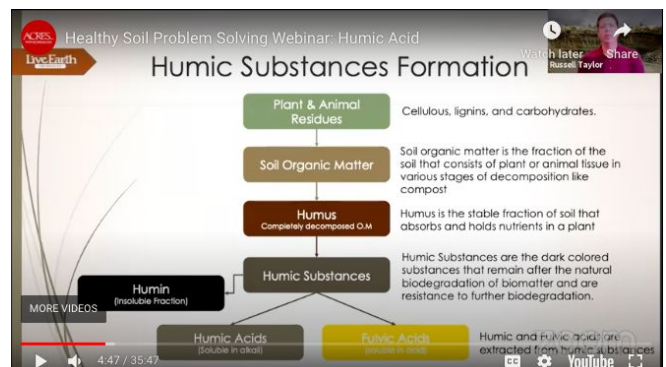 ACRES
Healthy Soil Problem Solving Webinar: Humic Acid
Watch later
Share
Russell Taylor
Live Earth
Humic Substances Formation
Plant & Animal
Residues
Cellulous, lignins, and carbohydrates.
Soil Organic Matter
Soil organic matter is the fraction of the
soil that consists of plant or animal tissue in
various stages of decomposition like
compost
Humus
Completely decomposed O.M
Humus is the stable fraction of soil that
absorbs and holds nutrients in a plant
Humic Substances
Humic Substances are the dark colored
substances that remain after the natural
biodegradation of biomatter and are
resistance to further biodegradation.
Humin
(Insoluble Fraction)
MORE VIDEOS
Humic Acids
(Soluble in alkali)
Fulvic Acids
(soluble in acid)
Humic and Fulvic acids are
extracted from humic substances
zoom
4:47 / 35:47
CC
YouTube